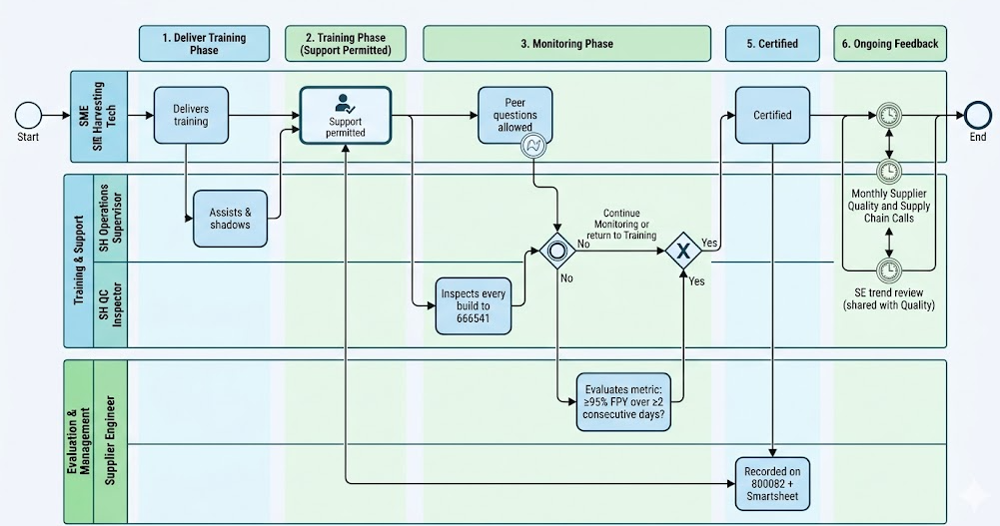 1. Deliver Training
Phase
2. Training Phase
(Support Permitted)
3. Monitoring Phase
5. Certified
6. Ongoing Feedback
Start
SME
Harvesting
Tech
Delivers
training
Support
permitted
Peer
questions
allowed
Certified
End
Training & Support
SH Operations
Supervisor
Assists &
shadows
Continue
Monitoring or
return to Training
No
No
X
Yes
Yes
Monthly Supplier
Quality and Supply
Chain Calls
SH QC
Inspector
Inspects every
build to
666541
SE trend review
(shared with Quality)
Evaluation &
Management
Supplier Engineer
Evaluates metric:
≥95% FPY over ≥2
consecutive days?
Recorded on
800082 +
Smartsheet